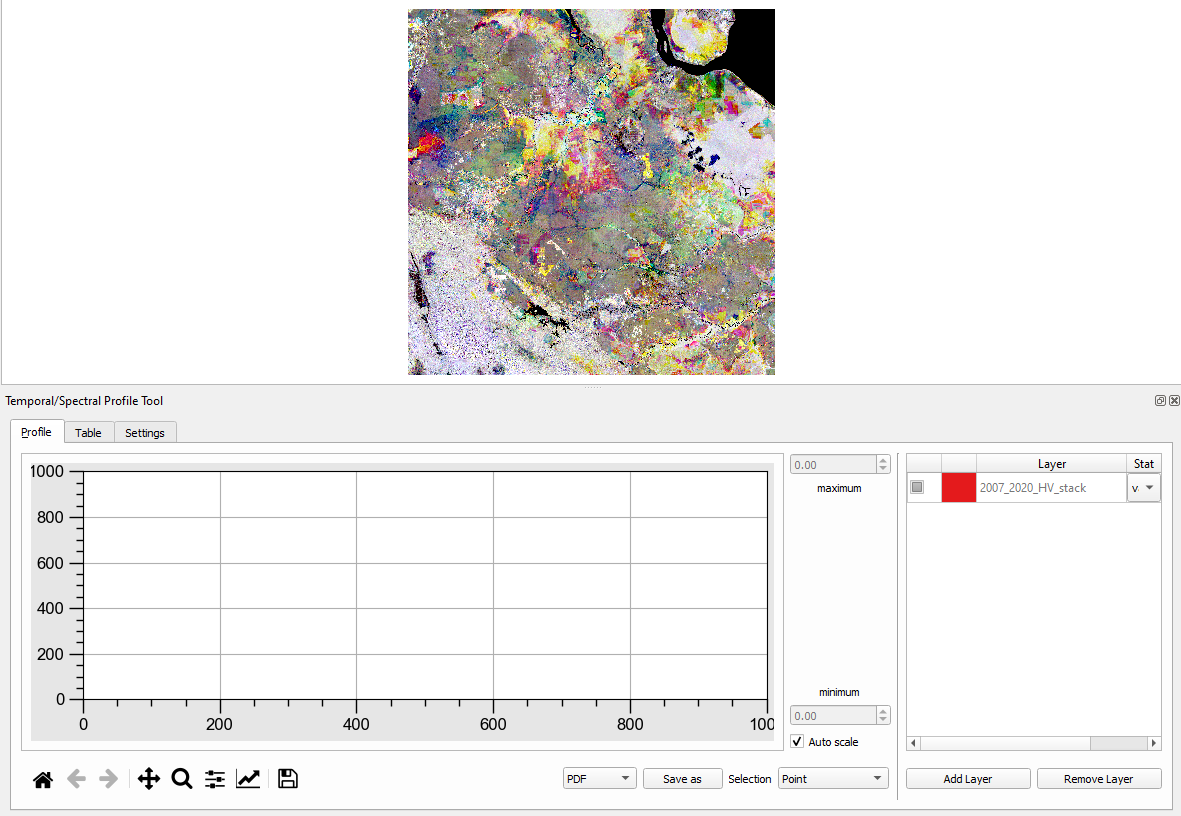 Temporal/Spectral Profile Tool
Profile Table Settings
1000
800
600
400
200
0
0 200 400 600 800 100
0.00
maximum
minimum
0.00
Auto scale
Layer Stat
2007_2020_HV_stack v
PDF Save as Selection Point
Add Layer Remove Layer